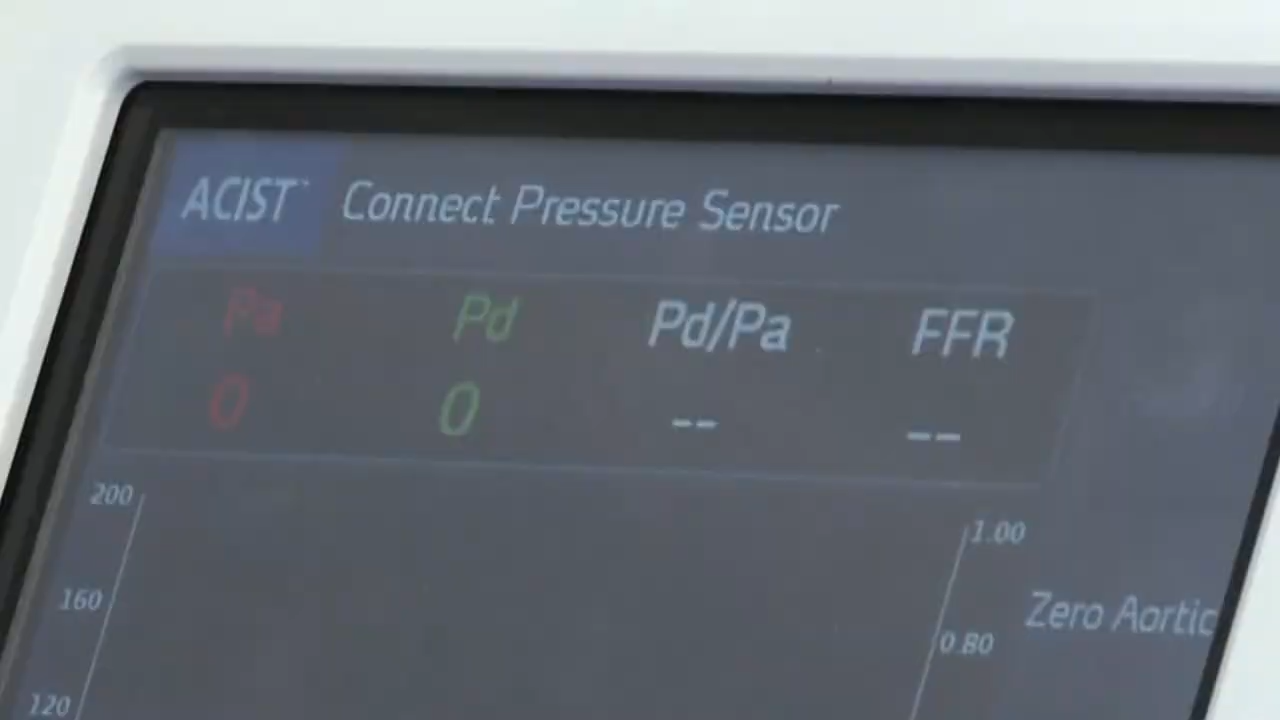 ACIST™ Connect Pressure Sensor
Pa Pd Pd/Pa FFR
0 0 -- --
200
1.00
160
Zero Aortic
0.80
120